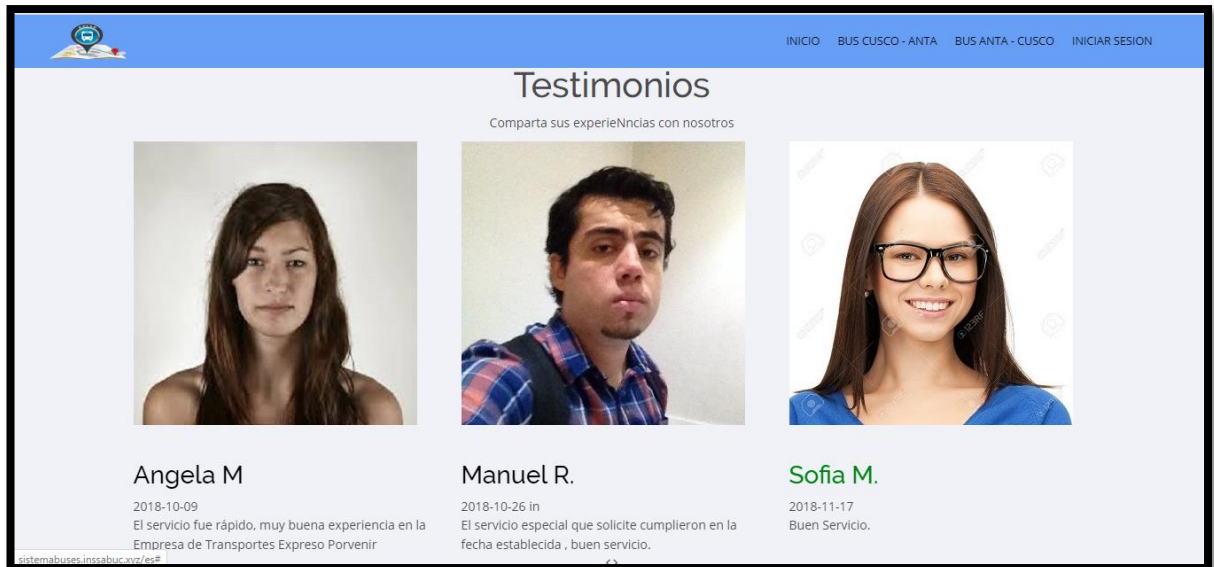 INICIO BUS CUSCO - ANTA BUS ANTA - CUSCO INICIAR SESION
Testimonios
Comparta sus experieNncias con nosotros
123RF
Angela M
2018-10-09
El servicio fue rápido, muy buena experiencia en la
Empresa de Transportes Expreso Porvenir
Manuel R.
2018-10-26 in
El servicio especial que solicite cumplieron en la
fecha establecida , buen servicio.
Sofia M.
2018-11-17
Buen Servicio.
sistemabuses.inssabuc.xyz/es#